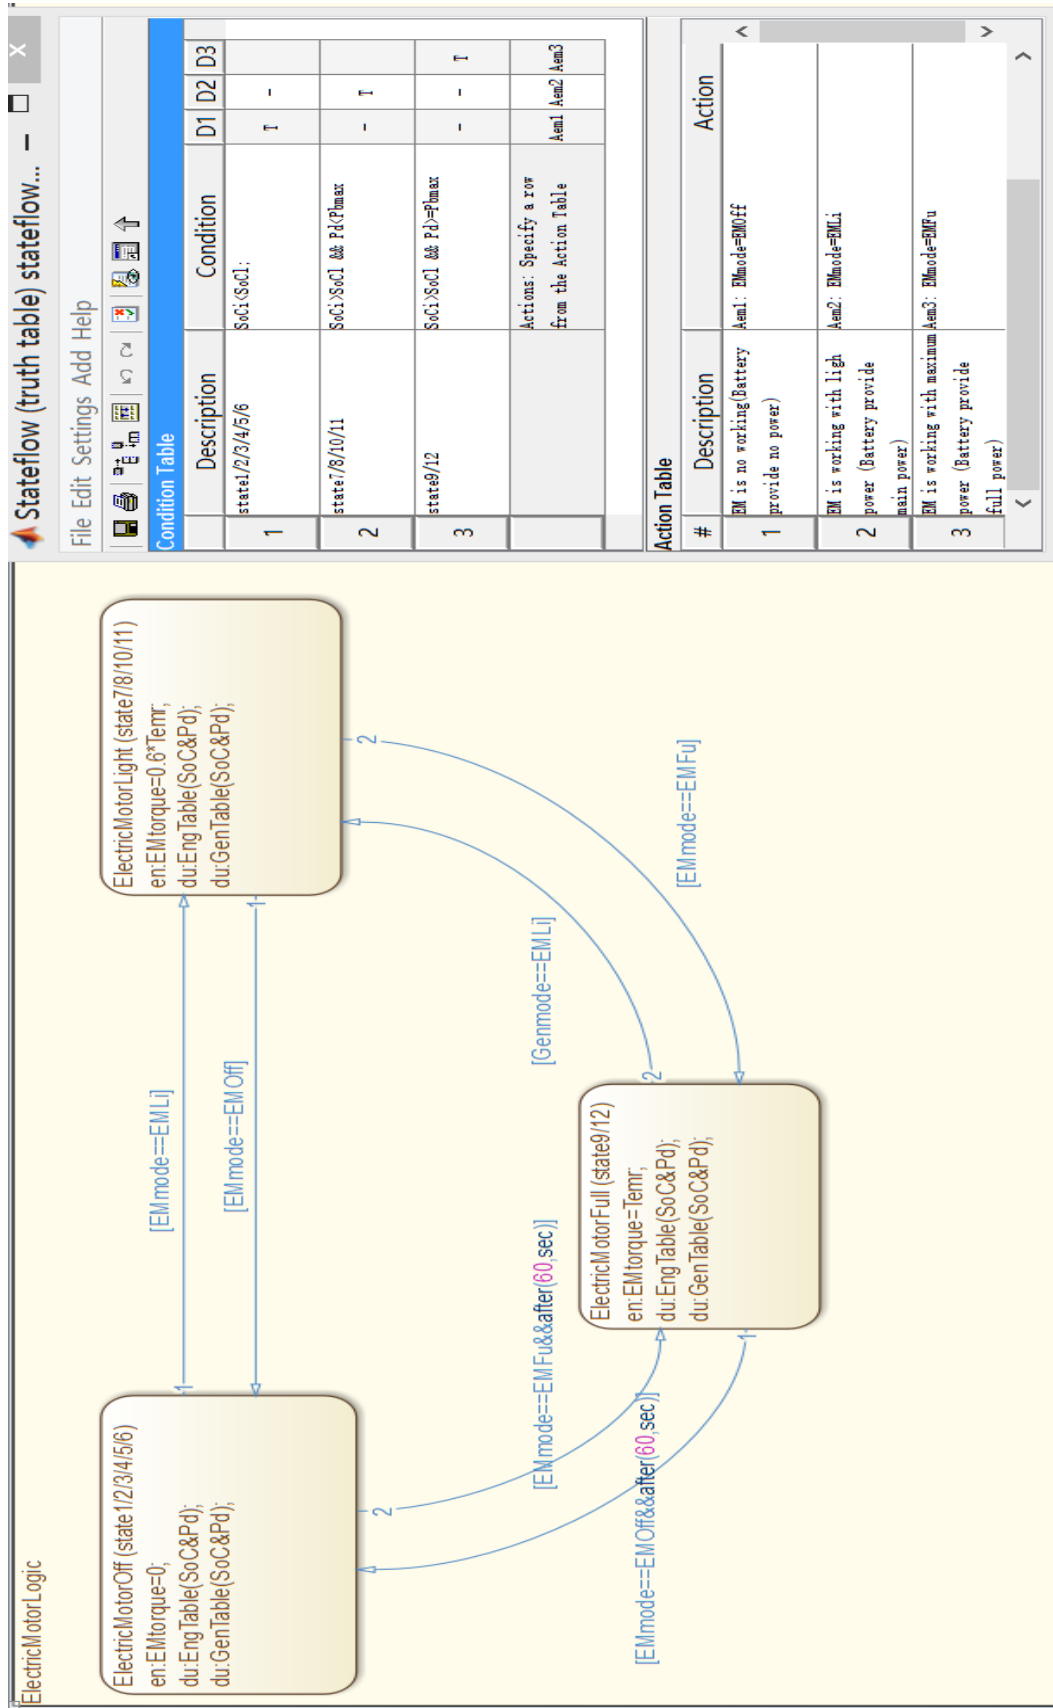 ElectricMotorLogic
ElectricMotorOff (state1/2/3/4/5/6)
en:EMtorque=0;
du:EngTable(SoC&Pd);
du:GenTable(SoC&Pd);
1
2
[EMmode==EMLi]
[EMmode==EMOff]
ElectricMotorLight (state7/8/10/11)
en:EMtorque=0.6*Temr;
du:EngTable(SoC&Pd);
du:GenTable(SoC&Pd);
1
2
[EMmode==EMFu&&after(60,sec)]
[EMmode==EMOff&&after(60,sec)]
ElectricMotorFull (state9/12)
en:EMtorque=Temr;
du:EngTable(SoC&Pd);
du:GenTable(SoC&Pd);
1
2
[Genmode==EMLi]
[EMmode==EMFu]
Stateflow (truth table) stateflow...
File Edit Settings Add Help
Condition Table
Description Condition D1 D2 D3
1 state1/2/3/4/5/6 SoCi<SoCl; T -
2 state7/8/10/11 SoCi>SoCl && Pd<Pbmax - T
3 state9/12 SoCi>SoCl && Pd>=Pbmax - - T
Actions: Specify a row
from the Action Table
Aem1 Aem2 Aem3
Action Table
# Description Action
1 EM is no working(Battery
provide no power)
Aem1: EMmode=EMOff
2 EM is working with ligh
power (Battery provide
main power)
Aem2: EMmode=EMLi
3 EM is working with maximum
power (Battery provide
full power)
Aem3: EMmode=EMFu